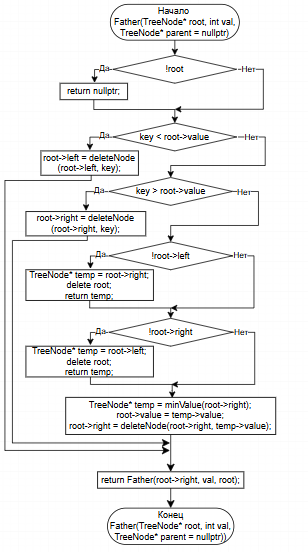 Начало
Father(TreeNode* root, int val,
TreeNode* parent = nullptr)
!root
Да
Нет
return nullptr;
key < root->value
Да
Нет
root->left = deleteNode
(root->left, key);
key > root->value
Да
Нет
root->right = deleteNode
(root->right, key);
!root->left
Да
Нет
TreeNode* temp = root->right;
delete root;
return temp;
!root->right
Да
Нет
TreeNode* temp = root->left;
delete root;
return temp;
TreeNode* temp = minValue(root->right);
root->value = temp->value;
root->right = deleteNode(root->right, temp->value);
return Father(root->right, val, root);
Конец
Father(TreeNode* root, int val,
TreeNode* parent = nullptr))